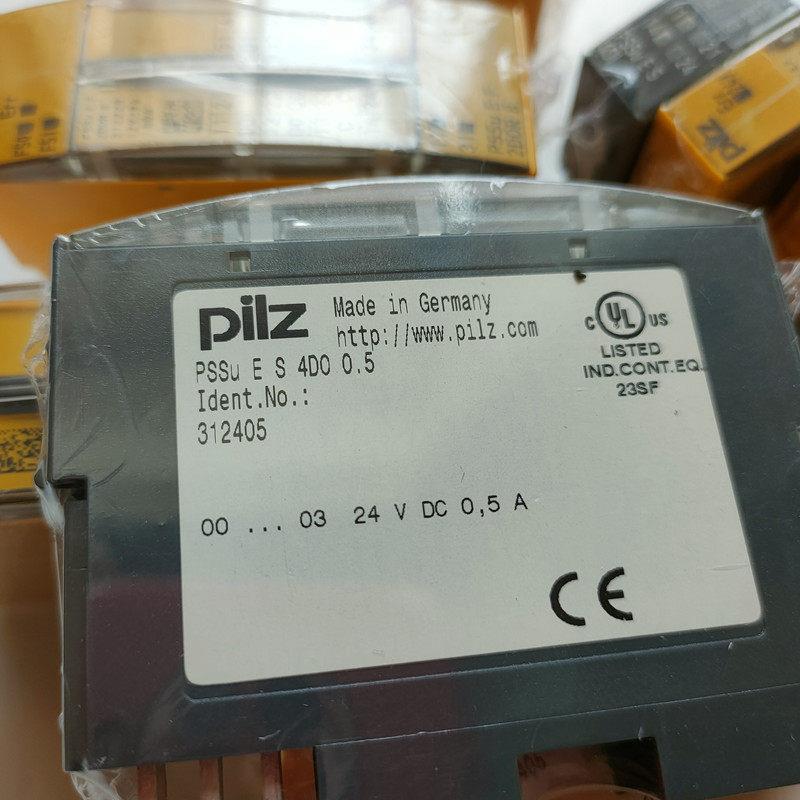 pilz
Made in Germany
http://www.pilz.com
PSSu E S 4DO 0.5
Ident.No.:
312405
00 ... 03 24 V DC 0,5 A
C UL US
LISTED
IND.CONT.EQ.
23SF
CE
pilz
PSSu E F